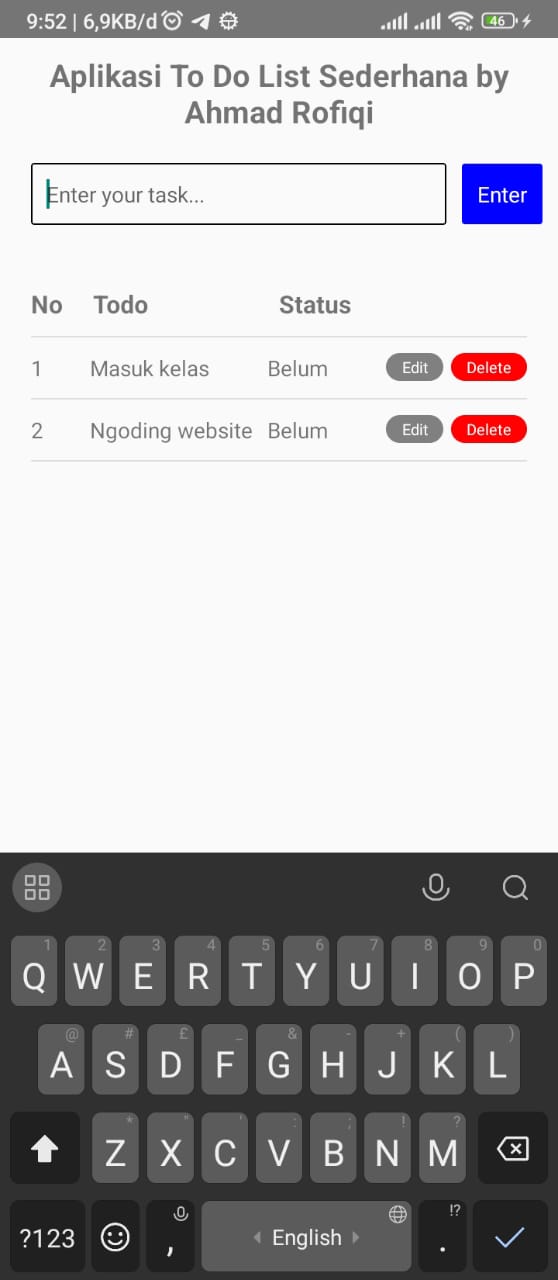 9:52 | 6,9KB/d 46
Aplikasi To Do List Sederhana by
Ahmad Rofiqi
Enter your task... Enter
No Todo Status
1 Masuk kelas Belum Edit Delete
2 Ngoding website Belum Edit Delete
1 2 3 4 5 6 7 8 9 0
Q W E R T Y U I O P
@ # £ _ & - + ( )
A S D F G H J K L
* " ' : ; ! ?
Z X C V B N M
!?
?123 , English .